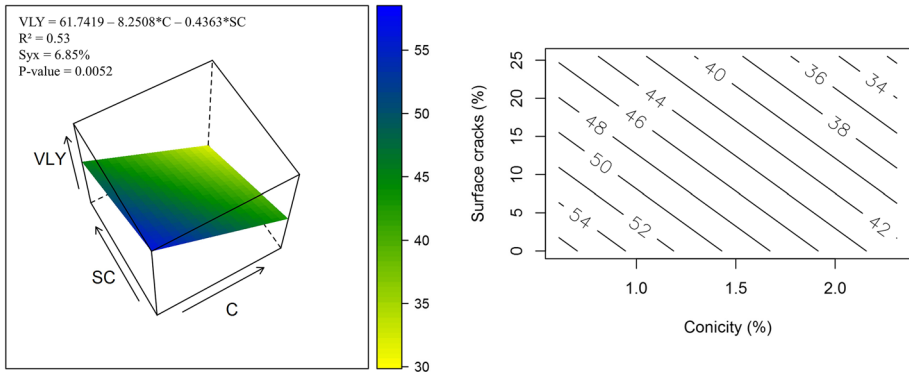 VLY = 61.7419 – 8.2508*C – 0.4363*SC
R² = 0.53
Syx = 6.85%
P-value = 0.0052
VLY
SC
C
55
50
45
40
35
30
Surface cracks (%)
25
20
15
10
5
0
40
36
34
44
46
38
48
50
54
52
42
1.0
1.5
2.0
Conicity (%)